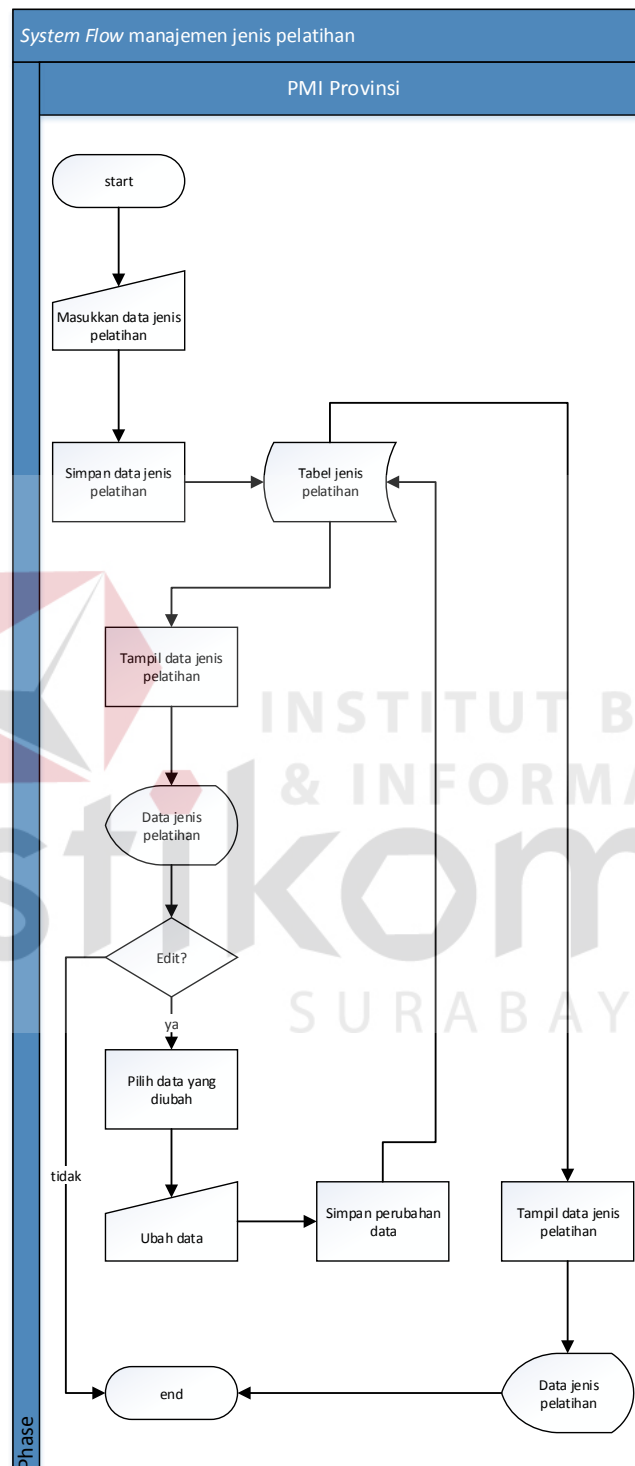 System Flow manajemen jenis pelatihan
PMI Provinsi
start
Masukkan data jenis
pelatihan
Simpan data jenis
pelatihan
Tabel jenis
pelatihan
Tampil data jenis
pelatihan
INSTITUT B
& INFORMA
Data jenis
pelatihan
stikom
Edit?
SURABAY
ya
Pilih data yang
diubah
tidak
Ubah data
Simpan perubahan
data
Tampil data jenis
pelatihan
end
Data jenis
pelatihan
Phase